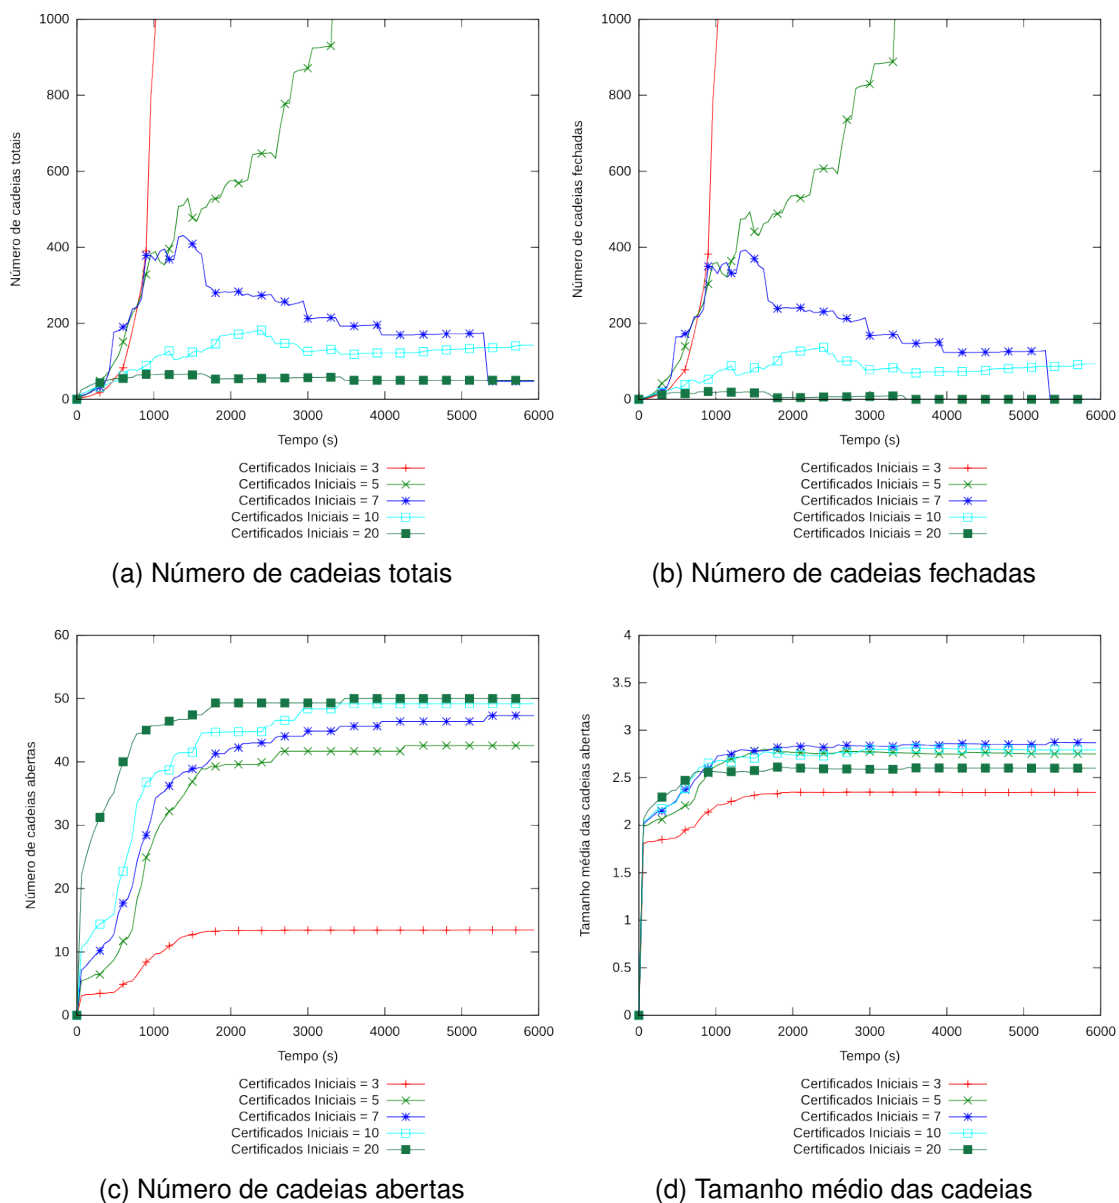 1000
800
600
400
200
0
Número de cadeias totais
0 1000 2000 3000 4000 5000 6000
Tempo (s)
Certificados Iniciais = 3
Certificados Iniciais = 5
Certificados Iniciais = 7
Certificados Iniciais = 10
Certificados Iniciais = 20
(a) Número de cadeias totais
1000
800
600
400
200
0
Número de cadeias fechadas
0 1000 2000 3000 4000 5000 6000
Tempo (s)
Certificados Iniciais = 3
Certificados Iniciais = 5
Certificados Iniciais = 7
Certificados Iniciais = 10
Certificados Iniciais = 20
(b) Número de cadeias fechadas
60
50
40
30
20
10
0
Número de cadeias abertas
0 1000 2000 3000 4000 5000 6000
Tempo (s)
Certificados Iniciais = 3
Certificados Iniciais = 5
Certificados Iniciais = 7
Certificados Iniciais = 10
Certificados Iniciais = 20
(c) Número de cadeias abertas
4
3.5
3
2.5
2
1.5
1
0.5
0
Tamanho média das cadeias abertas
0 1000 2000 3000 4000 5000 6000
Tempo (s)
Certificados Iniciais = 3
Certificados Iniciais = 5
Certificados Iniciais = 7
Certificados Iniciais = 10
Certificados Iniciais = 20
(d) Tamanho médio das cadeias